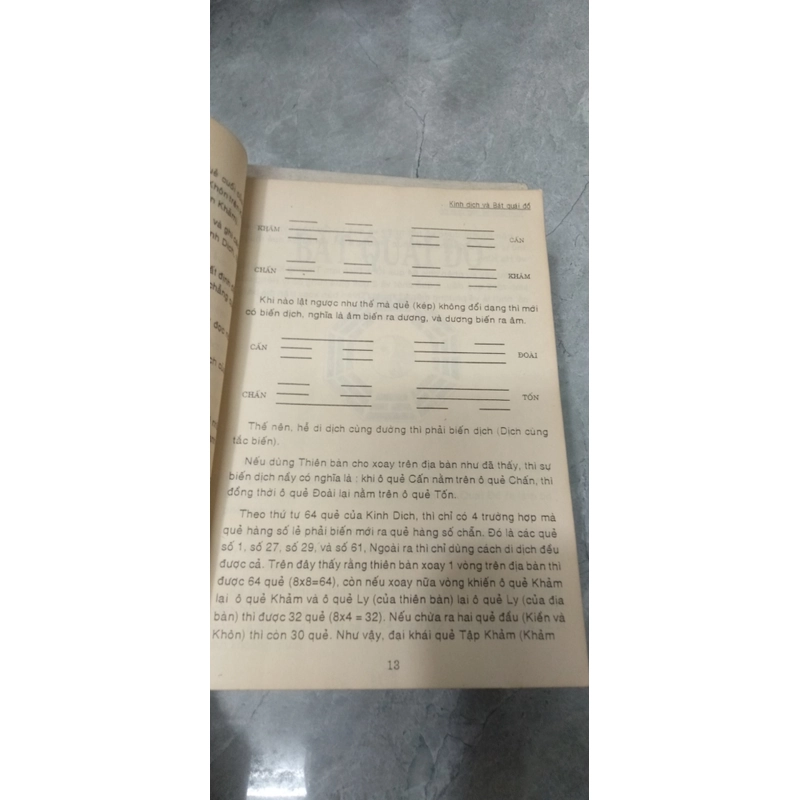 Kinh dịch và Bát quái đồ
KHẢM
CẤN
CHẤN
KHẢM
Khi nào lật ngược như thế mà quẻ (kép) không đổi dạng thì mới
có biến dịch, nghĩa là âm biến ra dương, và dương biến ra âm.
CẤN
ĐOÀI
CHẤN
TỐN
Thế nên, hễ di dịch cùng đường thì phải biến dịch (Dịch cùng
tắc biến).
Nếu dùng Thiên bàn cho xoay trên địa bàn như đã thấy, thì sự
biến dịch nầy có nghĩa là ; khi ô quẻ Cấn nằm trên ô quẻ Chấn, thì
đồng thời ô quẻ Đoài lại nằm trên ô quẻ Tốn.
Theo thứ tự 64 quẻ của Kinh Dịch, thì chỉ có 4 trường hợp mà
quẻ hàng số lẻ phải biến mới ra quẻ hàng số chẵn. Đó là các quẻ
số 1, số 27, số 29, và số 61, Ngoài ra thì chỉ dùng cách di dịch đều
được cả. Trên đây thấy rằng thiên bàn xoay 1 vòng trên địa bàn thì
được 64 quẻ (8x8=64), còn nếu xoay nữa vòng khiến ô quẻ Khảm
lại ô quẻ Khảm và ô quẻ Ly (của thiên bàn) lại ô quẻ Ly (của địa
bàn) thì được 32 quẻ (8x4 = 32). Nếu chừa ra hai quẻ đầu (Kiền và
Khôn) thì còn 30 quẻ. Như vậy, đại khái quẻ Tập Khảm (Khảm
13